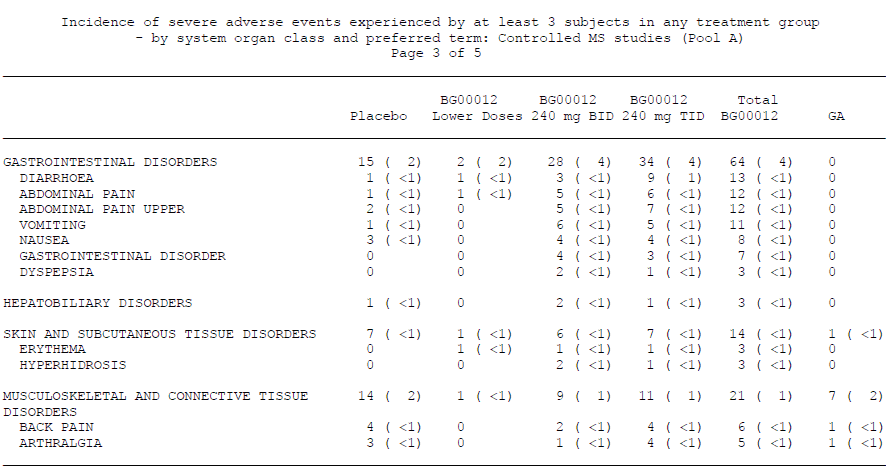 Incidence of severe adverse events experienced by at least 3 subjects in any treatment group
- by system organ class and preferred term: Controlled MS studies (Pool A)
Page 3 of 5
BG00012 BG00012 BG00012 Total
Placebo Lower Doses 240 mg BID 240 mg TID BG00012 GA
GASTROINTESTINAL DISORDERS 15 ( 2) 2 ( 2) 28 ( 4) 34 ( 4) 64 ( 4) 0
DIARRHOEA 1 ( <1) 1 ( <1) 3 ( <1) 9 ( 1) 13 ( <1) 0
ABDOMINAL PAIN 1 ( <1) 1 ( <1) 5 ( <1) 6 ( <1) 12 ( <1) 0
ABDOMINAL PAIN UPPER 2 ( <1) 0 5 ( <1) 7 ( <1) 12 ( <1) 0
VOMITING 1 ( <1) 0 6 ( <1) 5 ( <1) 11 ( <1) 0
NAUSEA 3 ( <1) 0 4 ( <1) 4 ( <1) 8 ( <1) 0
GASTROINTESTINAL DISORDER 0 0 4 ( <1) 3 ( <1) 7 ( <1) 0
DYSPEPSIA 0 0 2 ( <1) 1 ( <1) 3 ( <1) 0
HEPATOBILIARY DISORDERS 1 ( <1) 0 2 ( <1) 1 ( <1) 3 ( <1) 0
SKIN AND SUBCUTANEOUS TISSUE DISORDERS 7 ( <1) 1 ( <1) 6 ( <1) 7 ( <1) 14 ( <1) 1 ( <1)
ERYTHEMA 0 1 ( <1) 1 ( <1) 1 ( <1) 3 ( <1) 0
HYPERHIDROSIS 0 0 2 ( <1) 1 ( <1) 3 ( <1) 0
MUSCULOSKELETAL AND CONNECTIVE TISSUE 14 ( 2) 1 ( <1) 9 ( 1) 11 ( 1) 21 ( 1) 7 ( 2)
DISORDERS
BACK PAIN 4 ( <1) 0 2 ( <1) 4 ( <1) 6 ( <1) 1 ( <1)
ARTHRALGIA 3 ( <1) 0 1 ( <1) 4 ( <1) 5 ( <1) 1 ( <1)